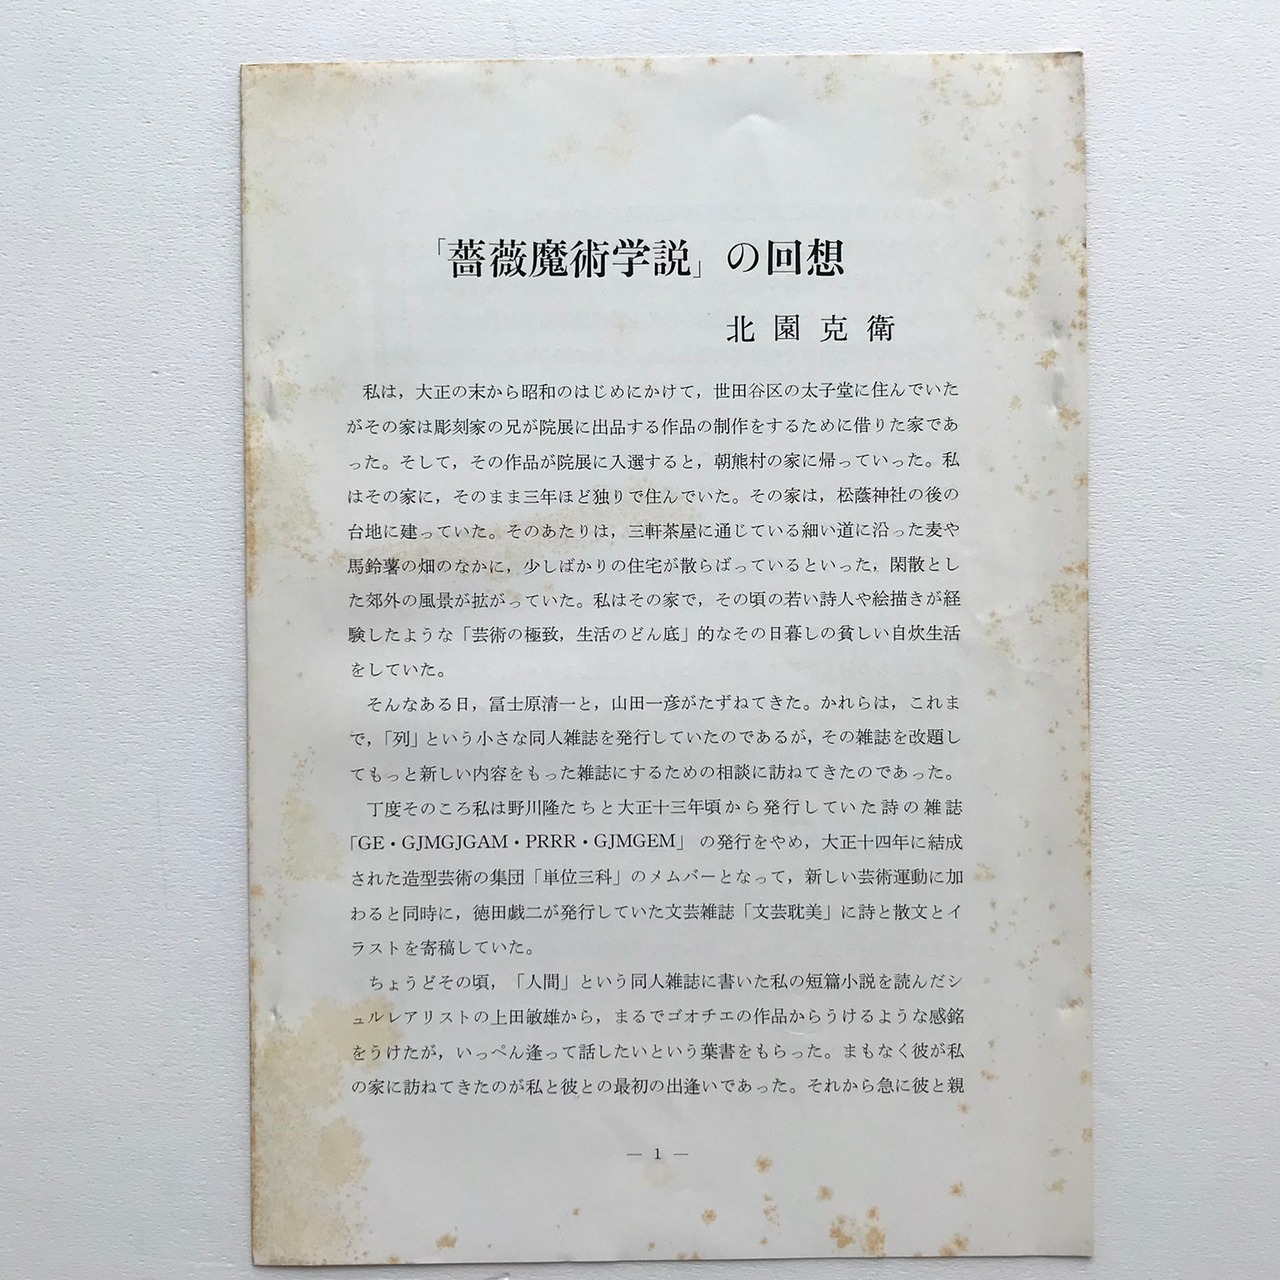 「薔薇魔術学説」の回想
北園克衛
私は，大正の末から昭和のはじめにかけて，世田谷区の太子堂に住んでいた
がその家は彫刻家の兄が院展に出品する作品の制作をするために借りた家であ
った。そして，その作品が院展に入選すると，朝熊村の家に帰っていった。私
はその家に，そのまま三年ほど独りで住んでいた。その家は，松蔭神社の後の
台地に建っていた。そのあたりは，三軒茶屋に通じている細い道に沿った麦や
馬鈴薯の畑のなかに，少しばかりの住宅が散らばっているといった，閑散とし
た郊外の風景が拡がっていた。私はその家で，その頃の若い詩人や絵描きが経
験したような「芸術の極致，生活のどん底」的なその日暮しの貧しい自炊生活
をしていた。
そんなある日，冨士原清一と，山田一彦がたずねてきた。かれらは，これま
で，「列」という小さな同人雑誌を発行していたのであるが，その雑誌を改題し
てもっと新しい内容をもった雑誌にするための相談に訪ねてきたのであった。
丁度そのころ私は野川隆たちと大正十三年頃から発行していた詩の雑誌
「GE・GJMGJGAM・PRRR・GJMGEM」の発行をやめ，大正十四年に結成
された造型芸術の集団「単位三科」のメムバーとなって，新しい芸術運動に加
わると同時に，徳田戯二が発行していた文芸雑誌「文芸耽美」に詩と散文とイ
ラストを寄稿していた。
ちょうどその頃，「人間」という同人雑誌に書いた私の短篇小説を読んだシ
ュルレアリストの上田敏雄から，まるでゴオチエの作品からうけるような感銘
をうけたが，いっぺん逢って話したいという葉書をもらった。まもなく彼が私
の家に訪ねてきたのが私と彼との最初の出逢いであった。それから急に彼と親
— 1 —